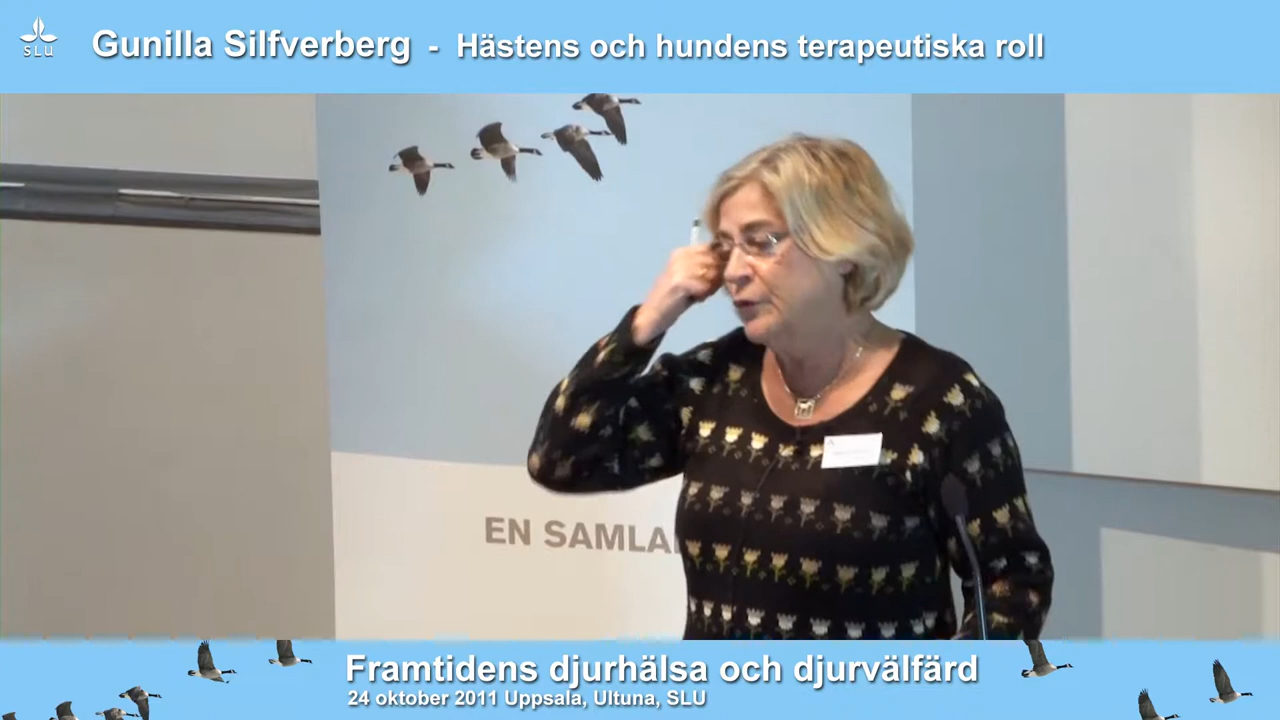 SLU
Gunilla Silfverberg - Hästens och hundens terapeutiska roll
EN SAMLA
Framtidens djurhälsa och djurvälfärd
24 oktober 2011 Uppsala, Ultuna, SLU